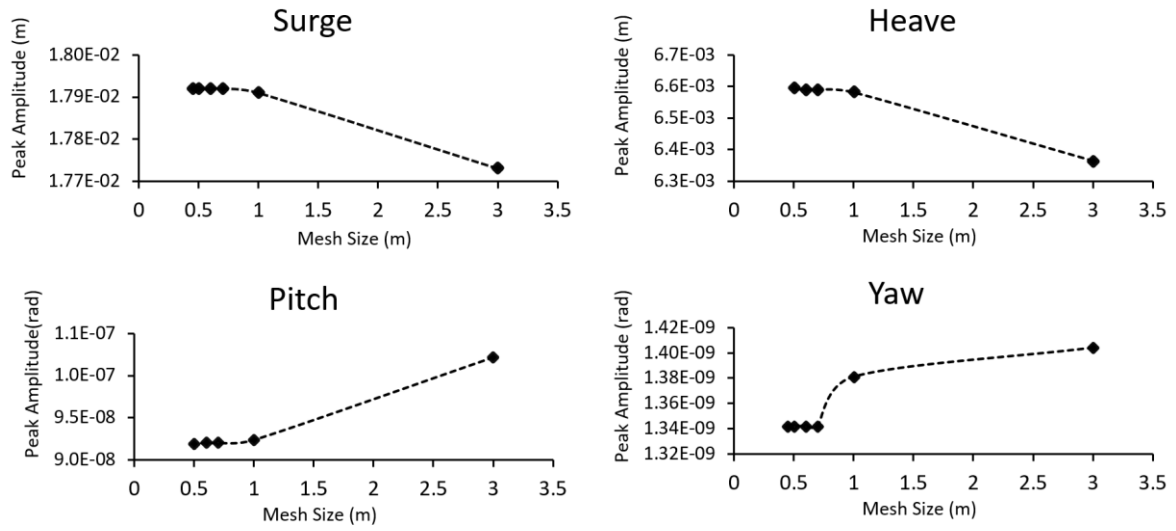 Surge
Peak Amplitude (m)
1.80E-02
1.79E-02
1.78E-02
1.77E-02
0 0.5 1 1.5 2 2.5 3 3.5
Mesh Size (m)
Heave
Peak Amplitude (m)
6.7E-03
6.6E-03
6.5E-03
6.4E-03
6.3E-03
0 0.5 1 1.5 2 2.5 3 3.5
Mesh Size (m)
Pitch
Peak Amplitude(rad)
1.1E-07
1.0E-07
9.5E-08
9.0E-08
0 0.5 1 1.5 2 2.5 3 3.5
Mesh Size (m)
Yaw
Peak Amplitude (rad)
1.42E-09
1.40E-09
1.38E-09
1.36E-09
1.34E-09
1.32E-09
0 0.5 1 1.5 2 2.5 3 3.5
Mesh Size (m)